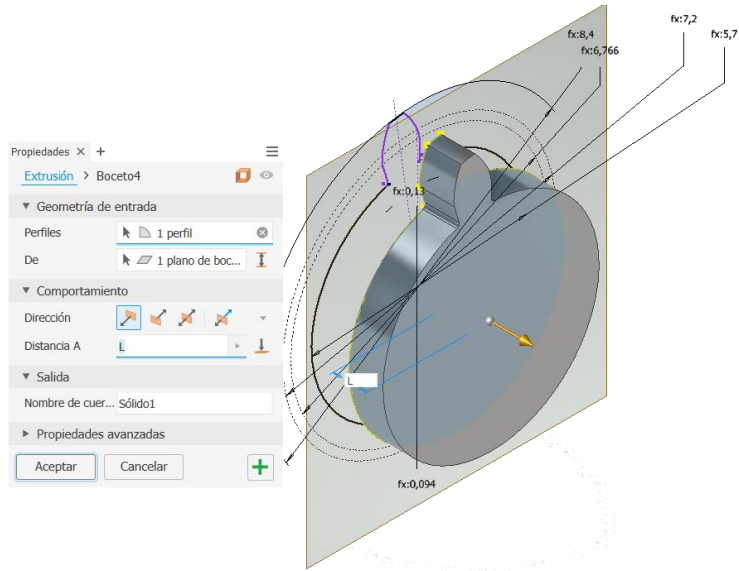 Propiedades × +
Extrusión > Boceto4
Geometría de entrada
Perfiles 1 perfil
De 1 plano de boc...
Comportamiento
Dirección
Distancia A L
Salida
Nombre de cuer... Sólido1
Propiedades avanzadas
Aceptar Cancelar +
fx:7,2
fx:8,4
fx:5,7
fx:6,766
fx:0,13
L
fx:0,094